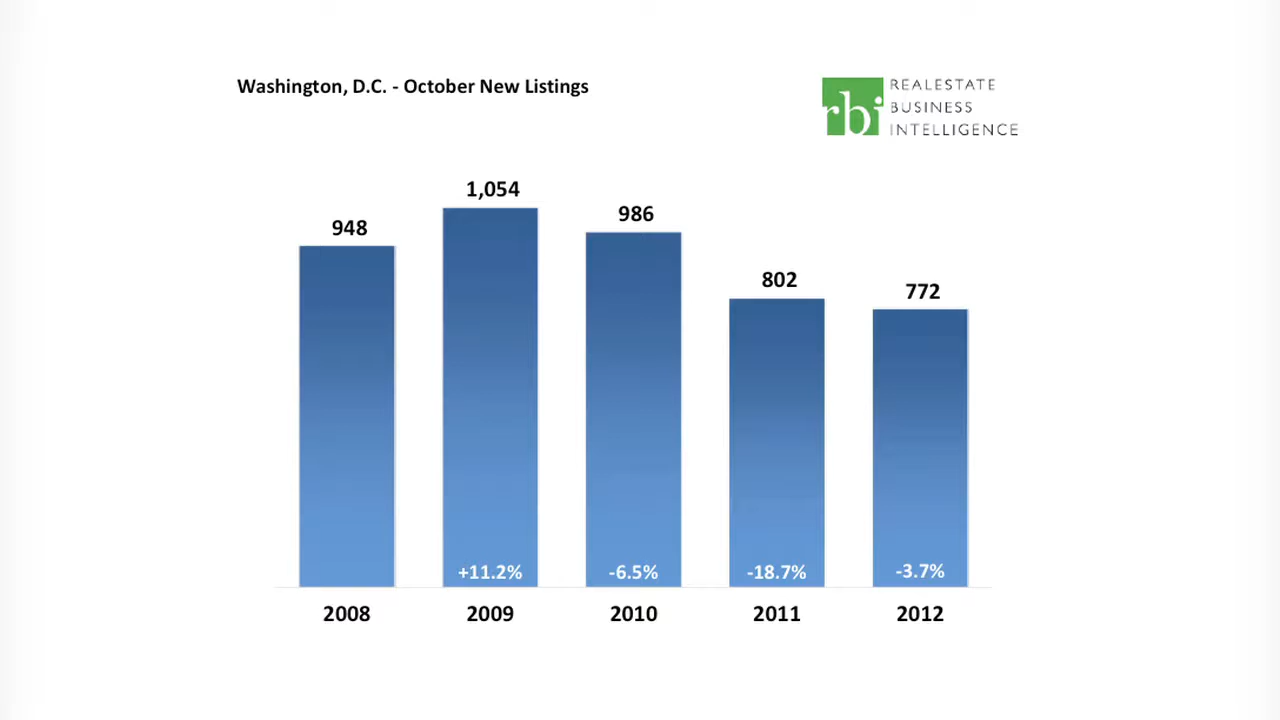 Washington, D.C. - October New Listings
rbi
REALESTATE
BUSINESS
INTELLIGENCE
948
1,054
986
802
772
+11.2%
-6.5%
-18.7%
-3.7%
2008
2009
2010
2011
2012